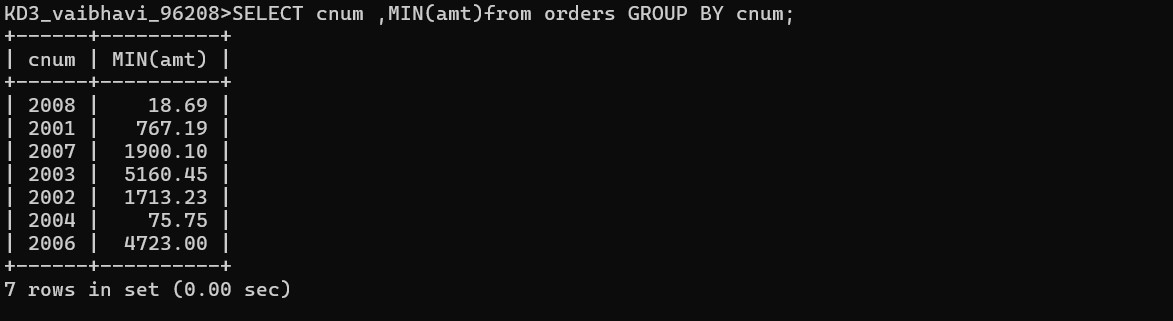 KD3_vaibhavi_96208>SELECT cnum ,MIN(amt)from orders GROUP BY cnum;
+------+----------+
| cnum | MIN(amt) |
+------+----------+
| 2008 |    18.69 |
| 2001 |   767.19 |
| 2007 |  1900.10 |
| 2003 |  5160.45 |
| 2002 |  1713.23 |
| 2004 |    75.75 |
| 2006 |  4723.00 |
+------+----------+
7 rows in set (0.00 sec)